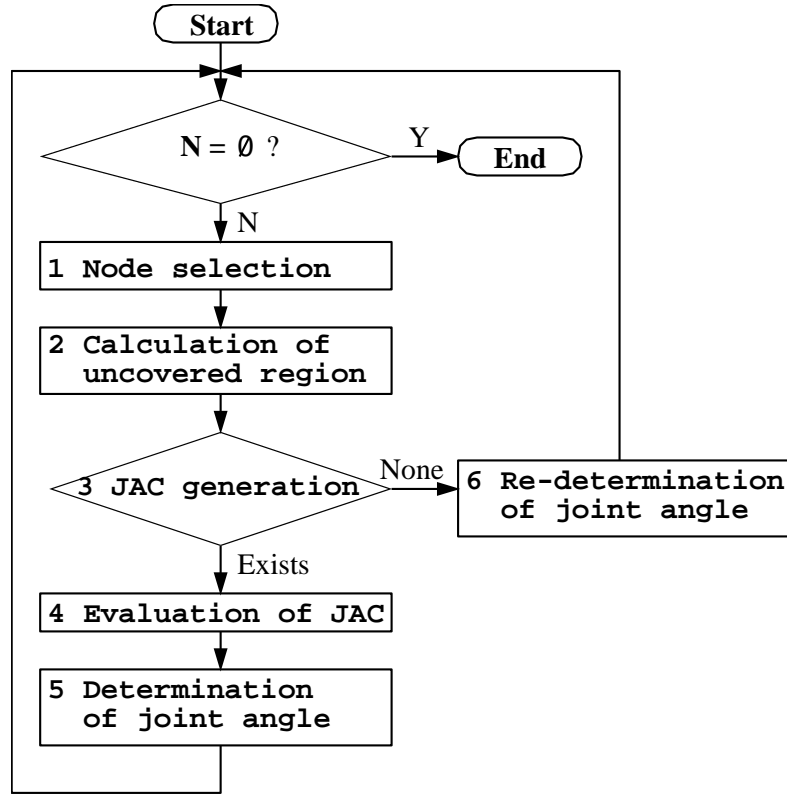 Start
N = Ø ?
Y
End
N
1 Node selection
2 Calculation of
uncovered region
3 JAC generation
None
6 Re-determination
of joint angle
Exists
4 Evaluation of JAC
5 Determination
of joint angle